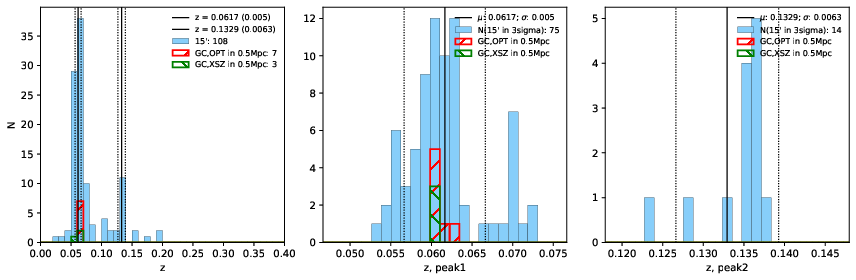 z = 0.0617 (0.005)
z = 0.1329 (0.0063)
15': 108
GC,OPT in 0.5Mpc: 7
GC,XSZ in 0.5Mpc: 3
N
35
30
25
20
15
10
5
0
0.00 0.05 0.10 0.15 0.20 0.25 0.30 0.35 0.40
z
μ: 0.0617; σ: 0.005
N(15' in 3sigma): 75
GC,OPT in 0.5Mpc
GC,XSZ in 0.5Mpc
12
10
8
6
4
2
0
0.050 0.055 0.060 0.065 0.070 0.075
z, peak1
μ: 0.1329; σ: 0.0063
N(15' in 3sigma): 14
GC,OPT in 0.5Mpc
GC,XSZ in 0.5Mpc
5
4
3
2
1
0
0.120 0.125 0.130 0.135 0.140 0.145
z, peak2